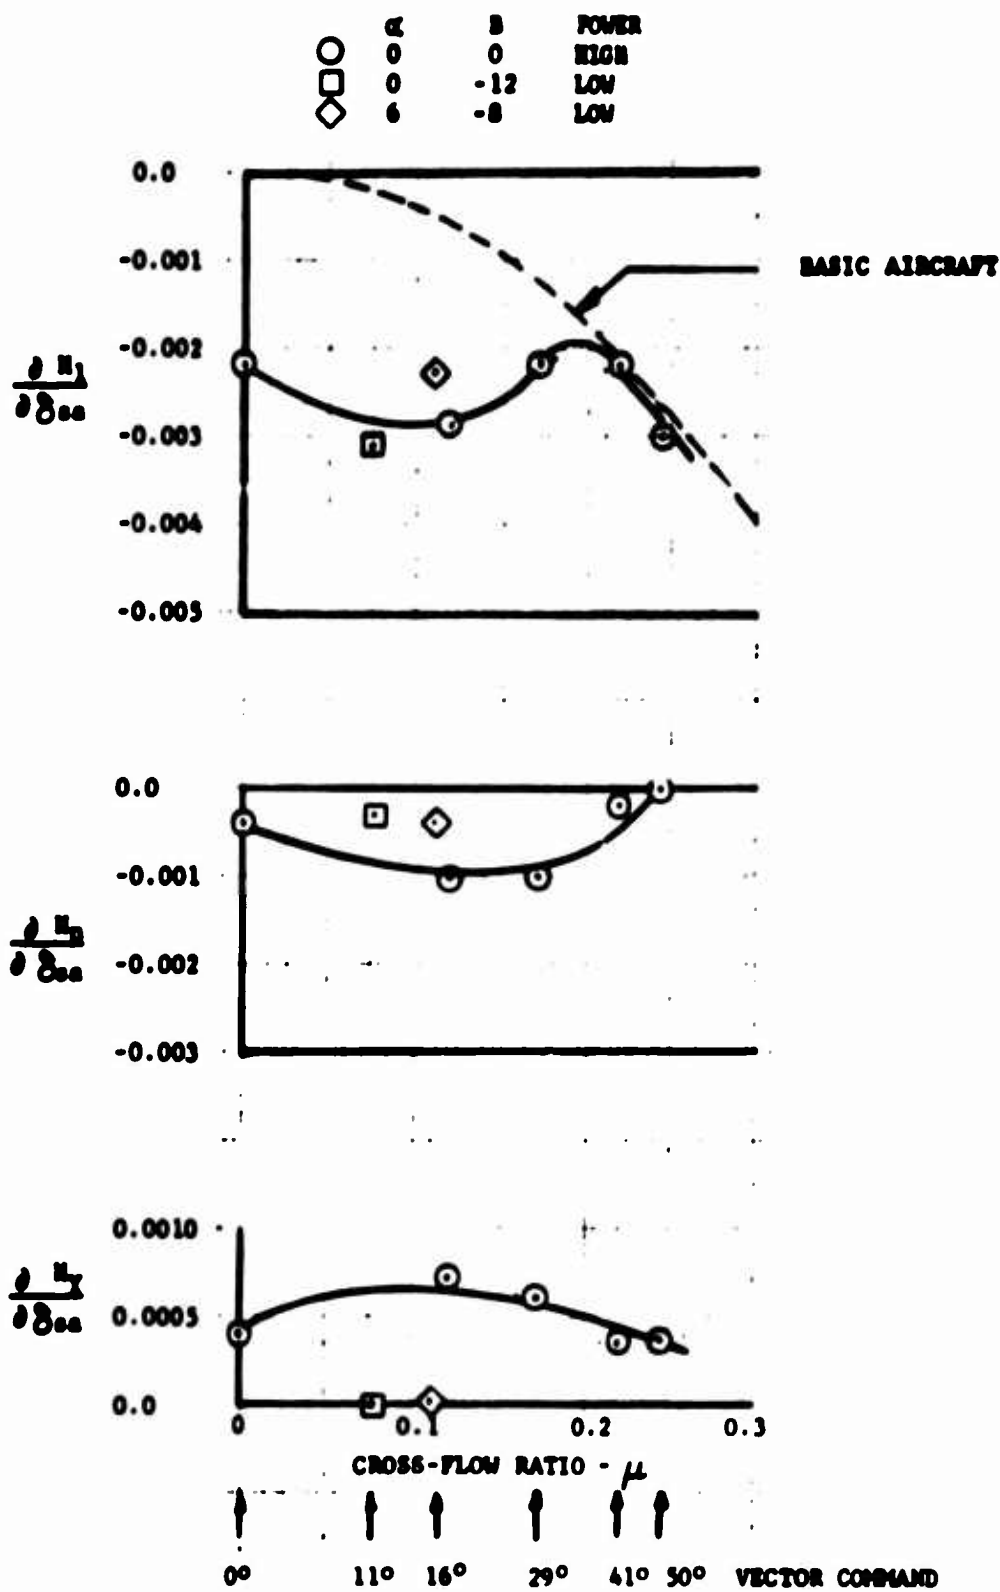 α B POWER
○ 0 0 HIGH
□ 0 -12 LOW
◇ 6 -8 LOW
0.0
-0.001
BASIC AIRCRAFT
-0.002
-0.003
-0.004
-0.005
0.0
-0.001
-0.002
-0.003
0.0010
0.0005
0.0
0 0.1 0.2 0.3
CROSS-FLOW RATIO - μ
0° 11° 16° 29° 41° 50° VECTOR COMMAND